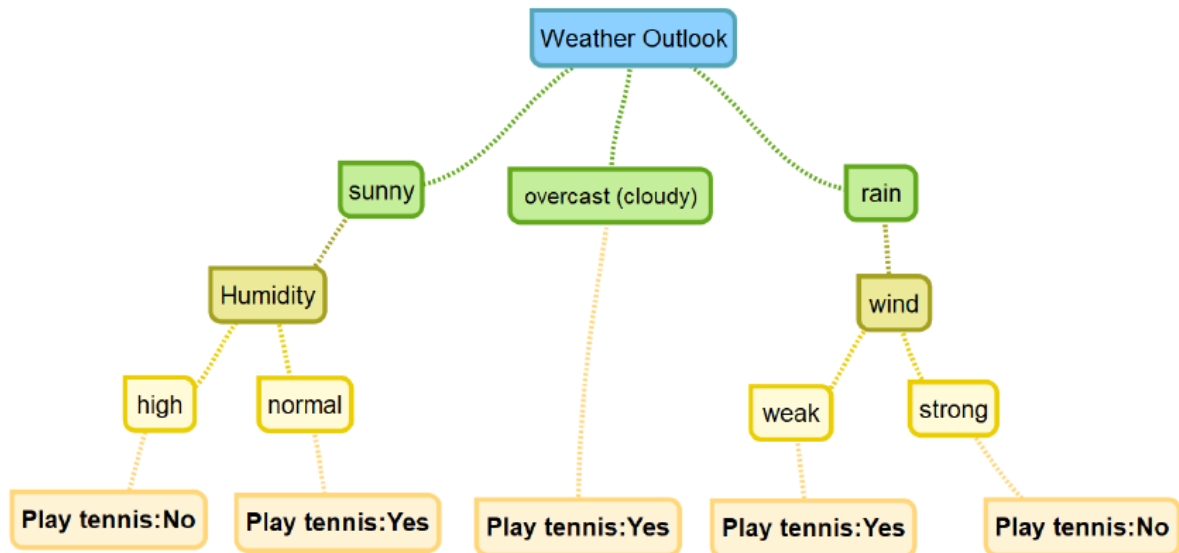 Weather Outlook
sunny
overcast (cloudy)
rain
Humidity
wind
high
normal
weak
strong
Play tennis:No
Play tennis:Yes
Play tennis:Yes
Play tennis:Yes
Play tennis:No